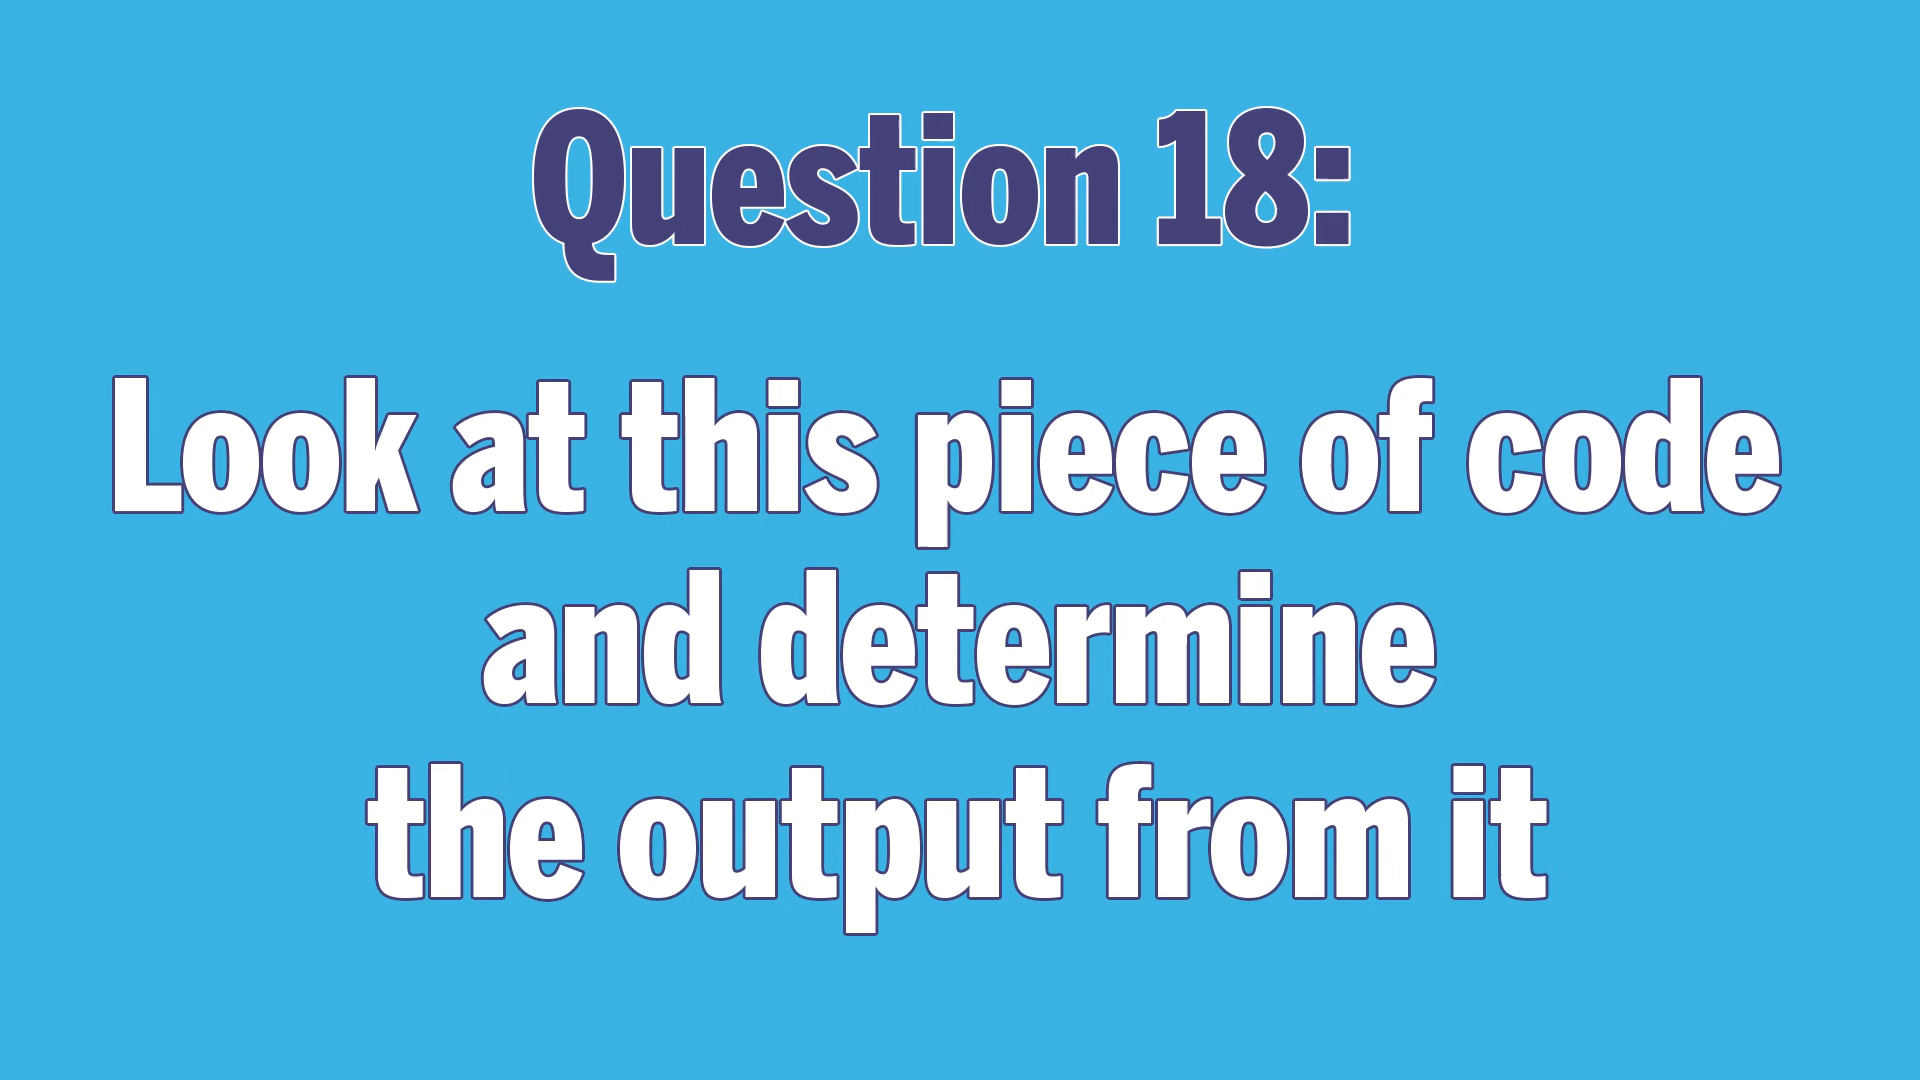 Question 18:
Look at this piece of code
and determine
the output from it